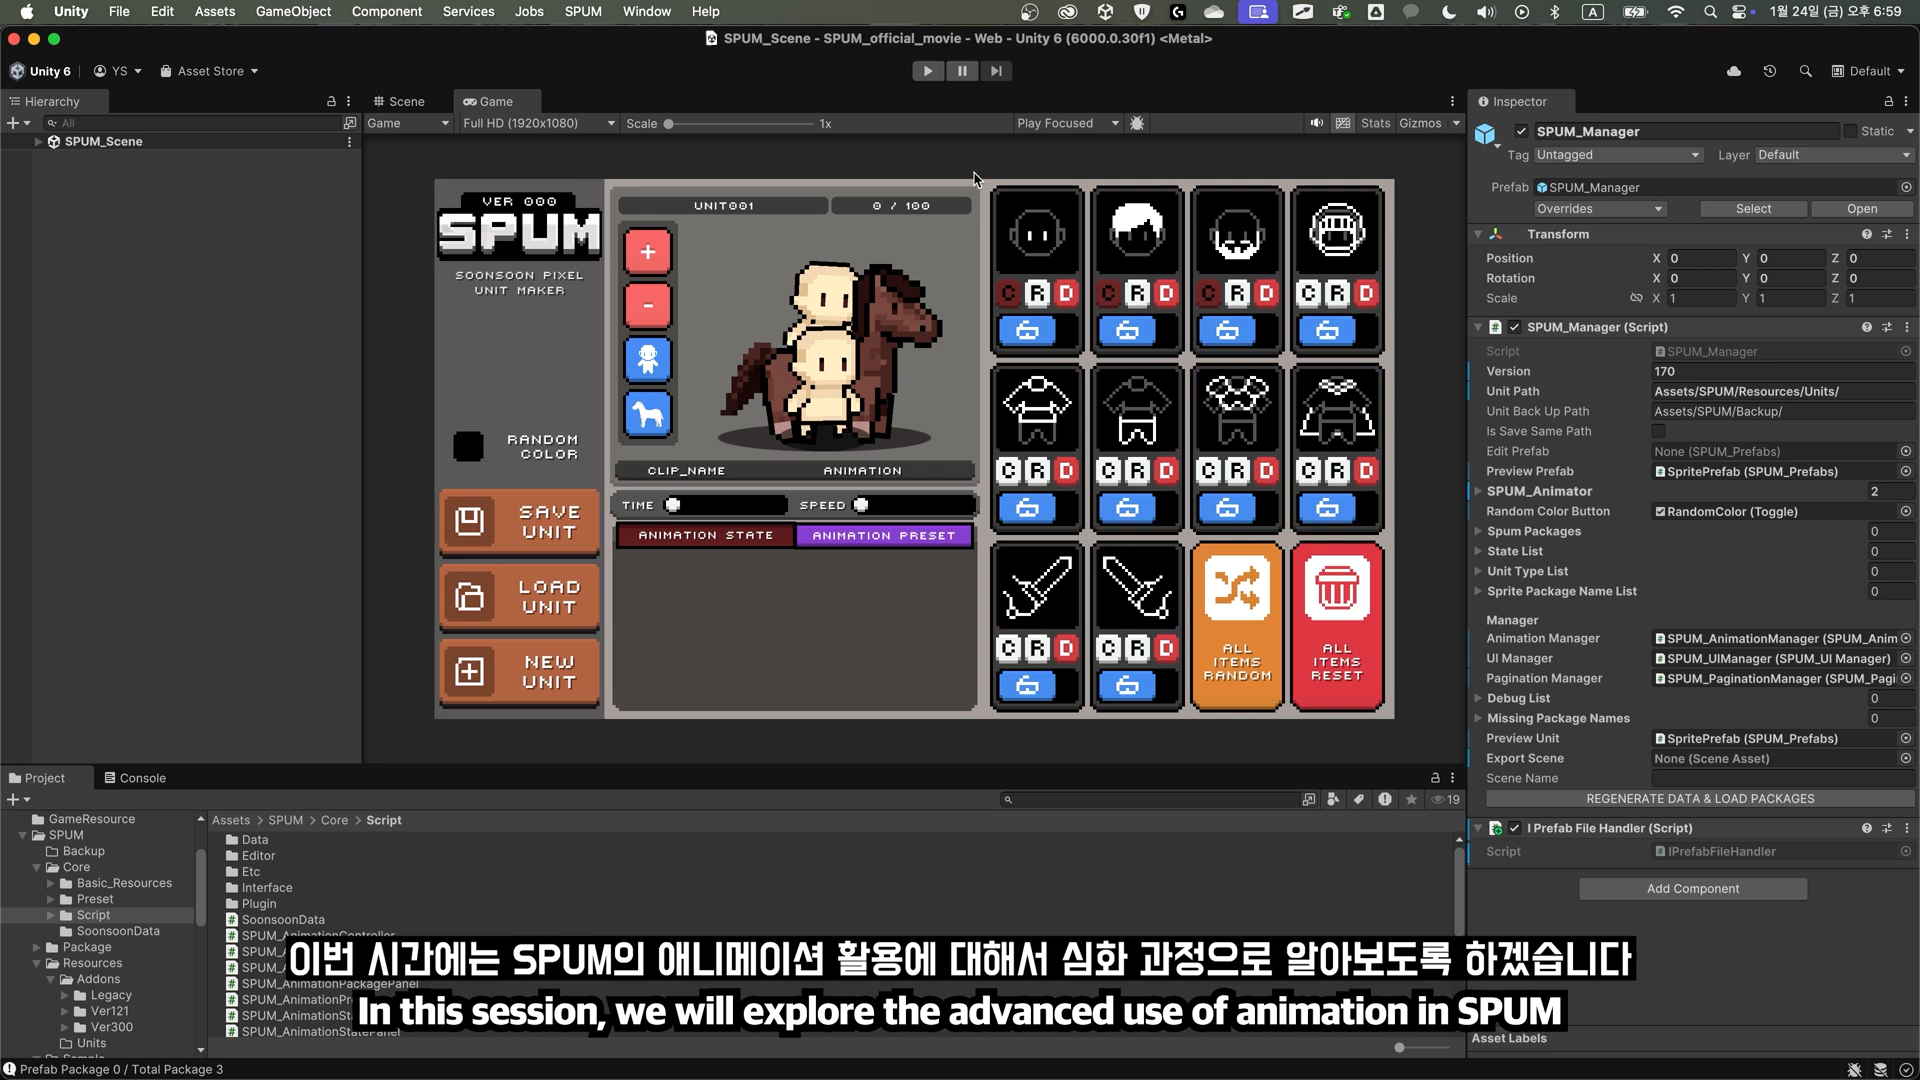 Unity File Edit Assets GameObject Component Services Jobs SPUM Window Help
A
1월 24일 (금) 오후 6:59
SPUM_Scene - SPUM_official_movie - Web - Unity 6 (6000.0.30f1) <Metal>
Unity 6 YS Asset Store
Default
Hierarchy
All
SPUM_Scene
Scene Game
Game Full HD (1920x1080) Scale 1x Play Focused Stats Gizmos
VER 000
SPUM
SOONSOON PIXEL
UNIT MAKER
RANDOM
COLOR
SAVE
UNIT
LOAD
UNIT
NEW
UNIT
UNIT001 0 / 100
+
-
CLIP_NAME ANIMATION
TIME SPEED
ANIMATION STATE ANIMATION PRESET
C R D C R D C R D C R D
C R D C R D C R D C R D
C R D C R D
ALL
ITEMS
RANDOM
ALL
ITEMS
RESET
Inspector
SPUM_Manager Static
Tag Untagged Layer Default
Prefab SPUM_Manager
Overrides Select Open
Transform
Position X 0 Y 0 Z 0
Rotation X 0 Y 0 Z 0
Scale X 1 Y 1 Z 1
SPUM_Manager (Script)
Script SPUM_Manager
Version 170
Unit Path Assets/SPUM/Resources/Units/
Unit Back Up Path Assets/SPUM/Backup/
Is Save Same Path
Edit Prefab None (SPUM_Prefabs)
Preview Prefab SpritePrefab (SPUM_Prefabs)
SPUM_Animator 2
Random Color Button RandomColor (Toggle)
Spum Packages 0
State List 0
Unit Type List 0
Sprite Package Name List 0
Manager
Animation Manager SPUM_AnimationManager (SPUM_Anim
UI Manager SPUM_UIManager (SPUM_UI Manager)
Pagination Manager SPUM_PaginationManager (SPUM_Pagi
Debug List 0
Missing Package Names 0
Preview Unit SpritePrefab (SPUM_Prefabs)
Export Scene None (Scene Asset)
Scene Name
REGENERATE DATA & LOAD PACKAGES
I Prefab File Handler (Script)
Script IPrefabFileHandler
Add Component
Asset Labels
Project Console
19
GameResource
SPUM
Backup
Core
Basic_Resources
Preset
Script
SoonsoonData
Package
Resources
Addons
Legacy
Ver121
Ver300
Units
Assets > SPUM > Core > Script
Data
Editor
Etc
Interface
Plugin
SoonsoonData
SPUM_AnimationController
SPUM_AnimationPackagePanel
SPUM_AnimationPr
SPUM_AnimationSta
SPUM_AnimationStatePanel
이번 시간에는 SPUM의 애니메이션 활용에 대해서 심화 과정으로 알아보도록 하겠습니다
In this session, we will explore the advanced use of animation in SPUM
Prefab Package 0 / Total Package 3